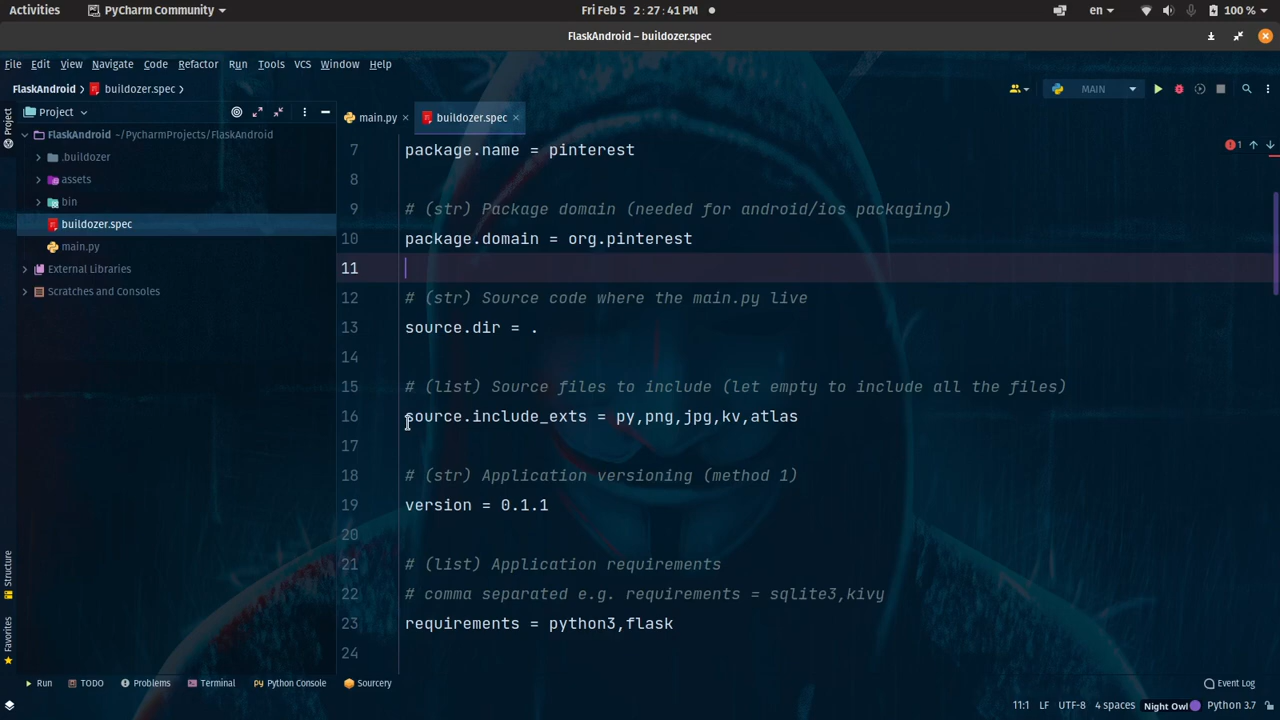 Activities
PyCharm Community
Fri Feb 5 2:27:41 PM
en
100 %
FlaskAndroid – buildozer.spec
File Edit View Navigate Code Refactor Run Tools VCS Window Help
FlaskAndroid
buildozer.spec
MAIN
Project
Project
main.py
buildozer.spec
FlaskAndroid ~/PycharmProjects/FlaskAndroid
.buildozer
assets
bin
buildozer.spec
main.py
External Libraries
Scratches and Consoles
1
7 package.name = pinterest
8
9 # (str) Package domain (needed for android/ios packaging)
10 package.domain = org.pinterest
11
12 # (str) Source code where the main.py live
13 source.dir = .
14
15 # (list) Source files to include (let empty to include all the files)
16 source.include_exts = py,png,jpg,kv,atlas
17
18 # (str) Application versioning (method 1)
19 version = 0.1.1
20
21 # (list) Application requirements
22 # comma separated e.g. requirements = sqlite3,kivy
23 requirements = python3,flask
24
Structure
Favorites
Run TODO Problems Terminal Python Console Sourcery Event Log
11:1 LF UTF-8 4 spaces Night Owl Python 3.7